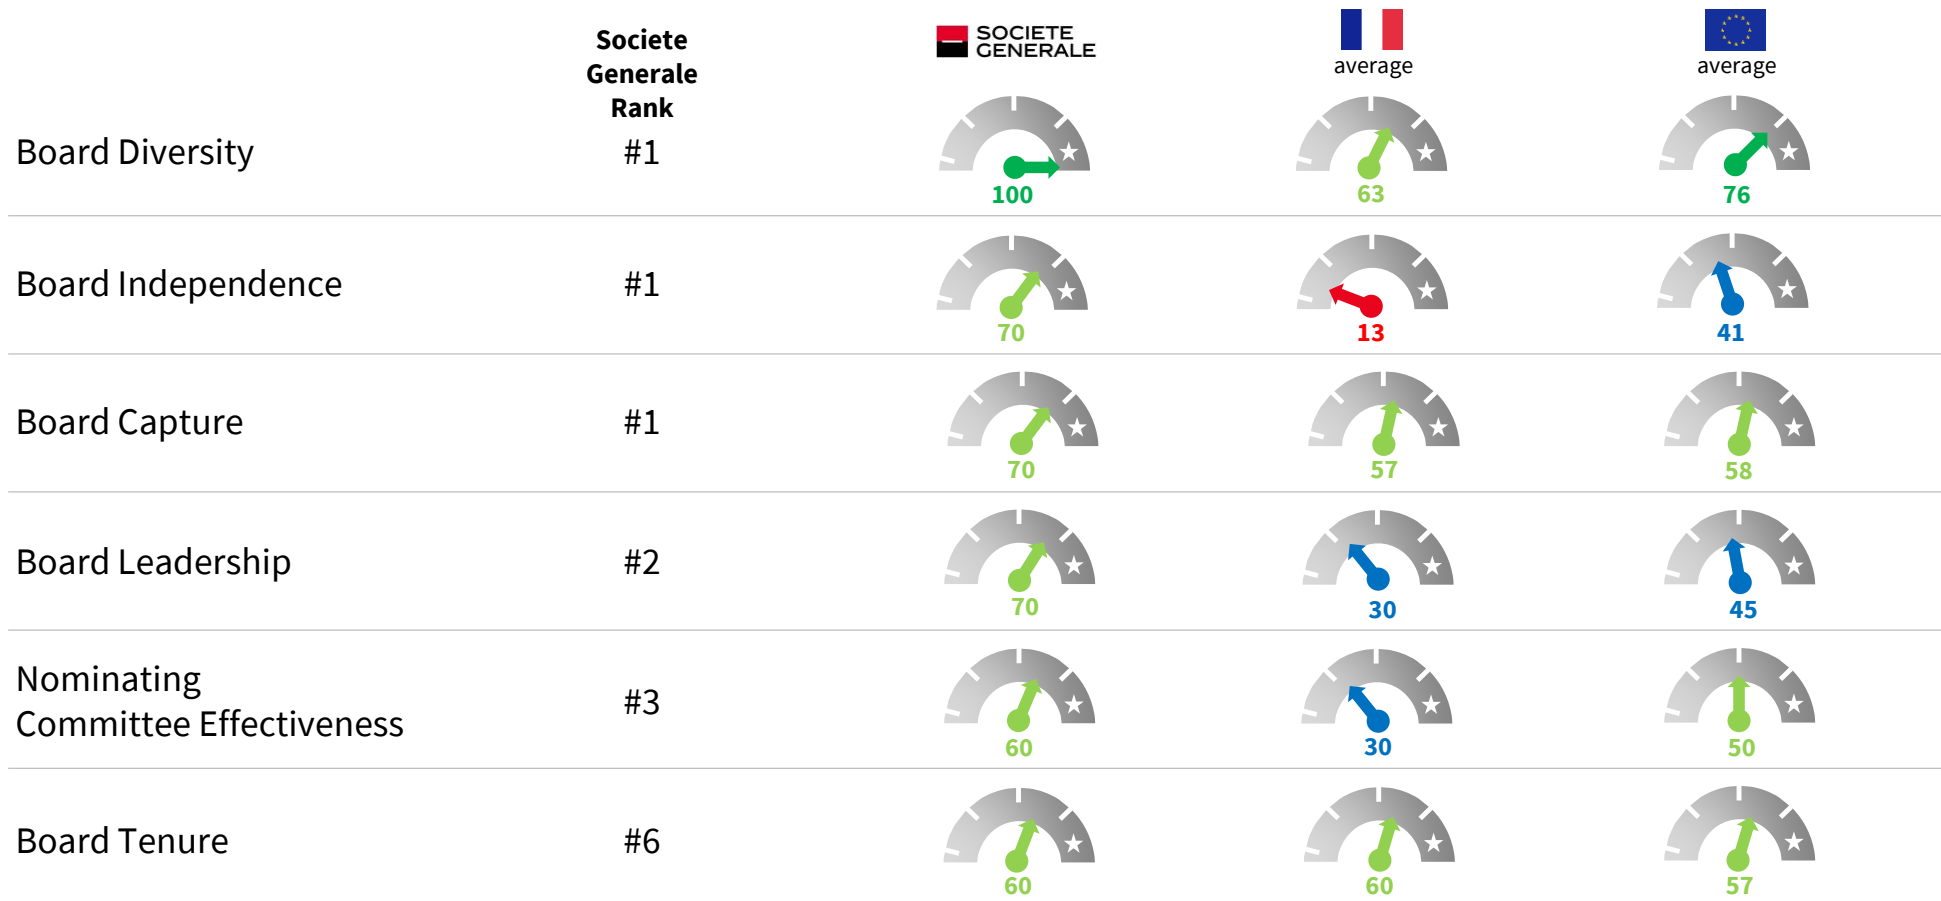 Societe
Generale
Rank
SOCIETE
GENERALE
average
average
Board Diversity
#1
100
63
76
Board Independence
#1
70
13
41
Board Capture
#1
70
57
58
Board Leadership
#2
70
30
45
Nominating
Committee Effectiveness
#3
60
30
50
Board Tenure
#6
60
60
57